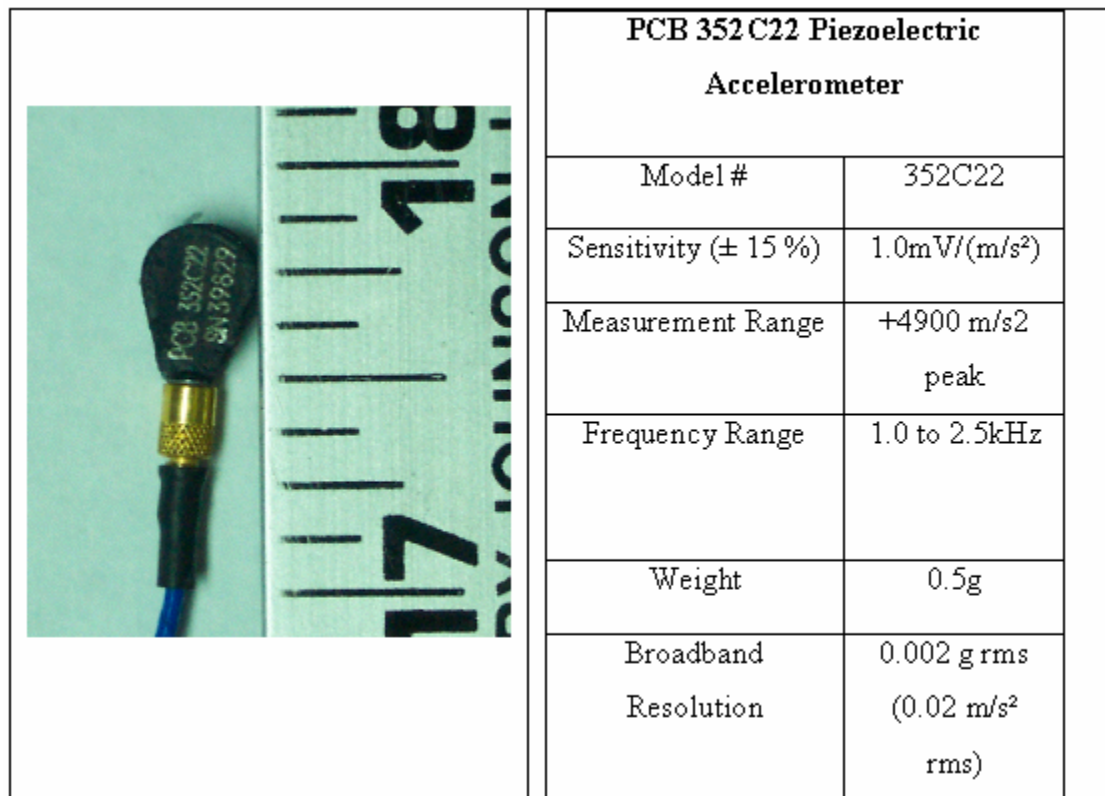 PCB 352C22
SN 39829
18
17
PCB 352C22 Piezoelectric
Accelerometer
Model #
352C22
Sensitivity (± 15 %)
1.0mV/(m/s²)
Measurement Range
+4900 m/s2
peak
Frequency Range
1.0 to 2.5kHz
Weight
0.5g
Broadband
Resolution
0.002 g rms
(0.02 m/s²
rms)